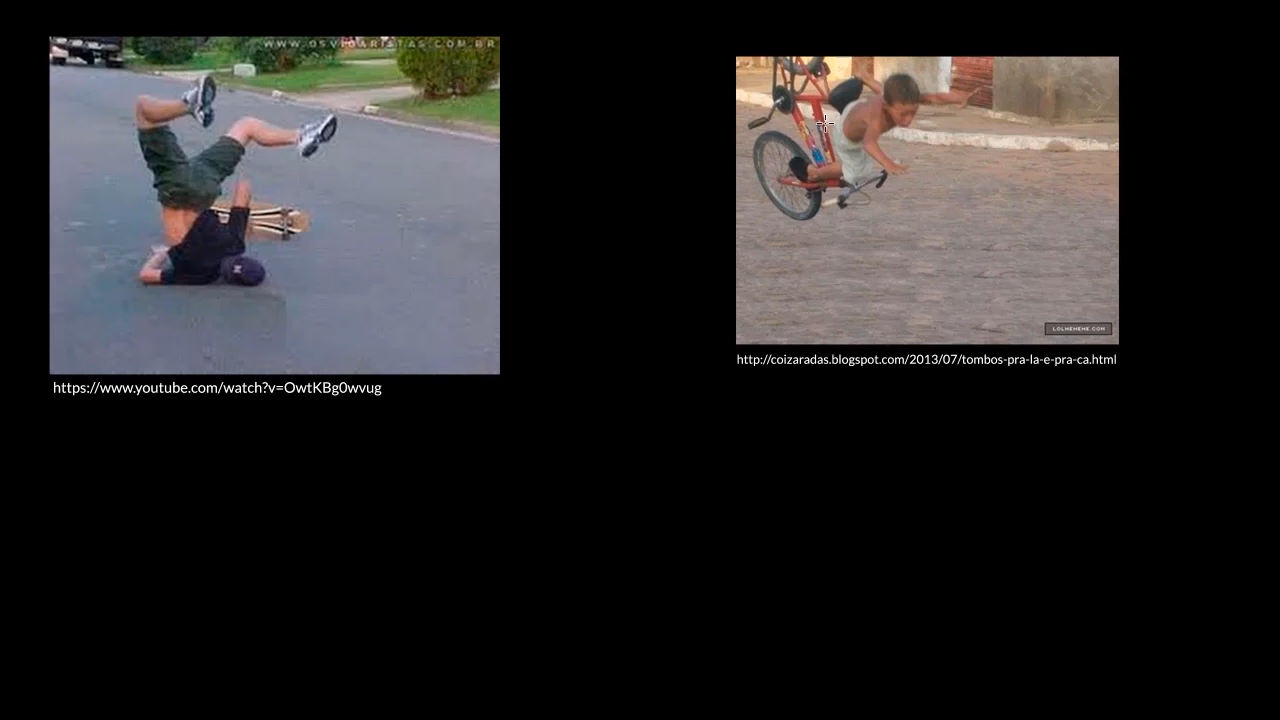 WWW.OSVIGARISTAS.COM.BR
https://www.youtube.com/watch?v=OwtKBg0wvug
LOLHEHEHE.COM
http://coizaradas.blogspot.com/2013/07/tombos-pra-la-e-pra-ca.html